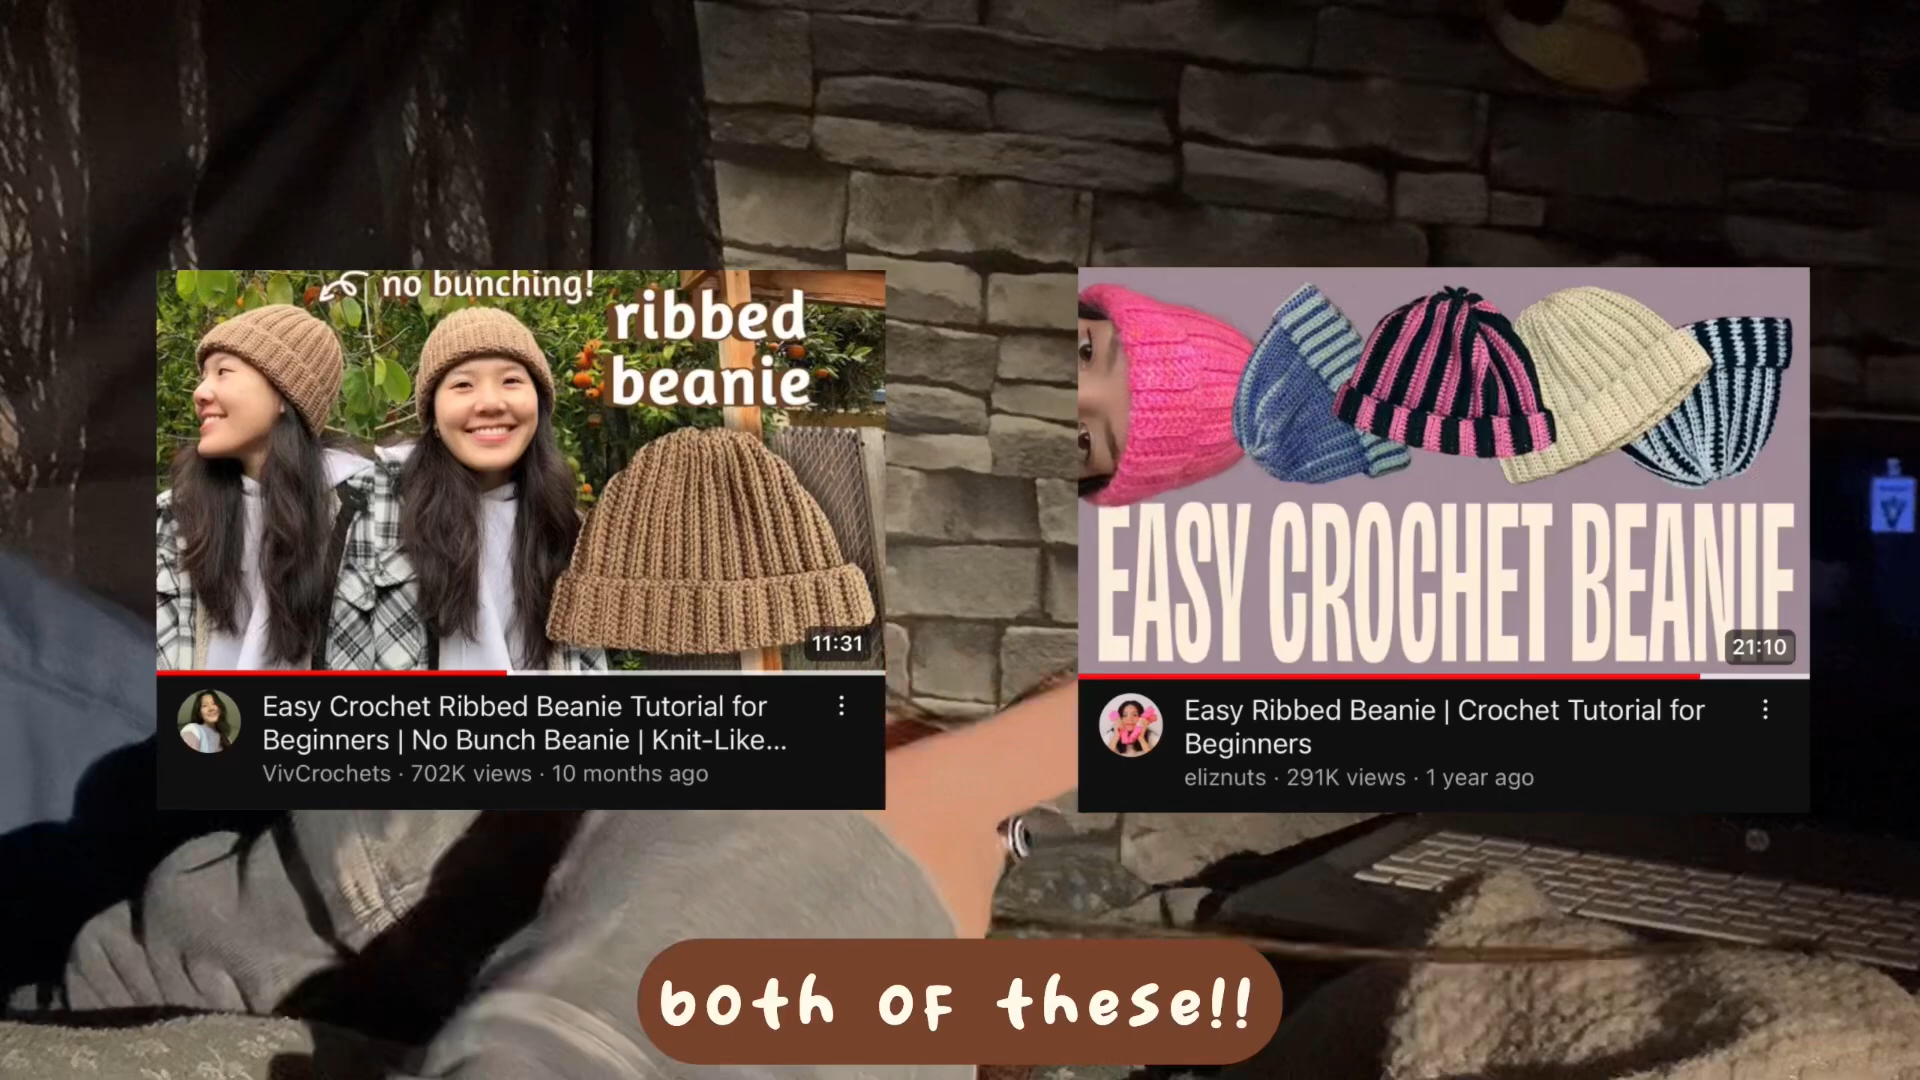 no bunching!
ribbed
beanie
11:31
Easy Crochet Ribbed Beanie Tutorial for
Beginners | No Bunch Beanie | Knit-Like...
VivCrochets · 702K views · 10 months ago
EASY CROCHET BEANIE
21:10
Easy Ribbed Beanie | Crochet Tutorial for
Beginners
eliznuts · 291K views · 1 year ago
both of these!!